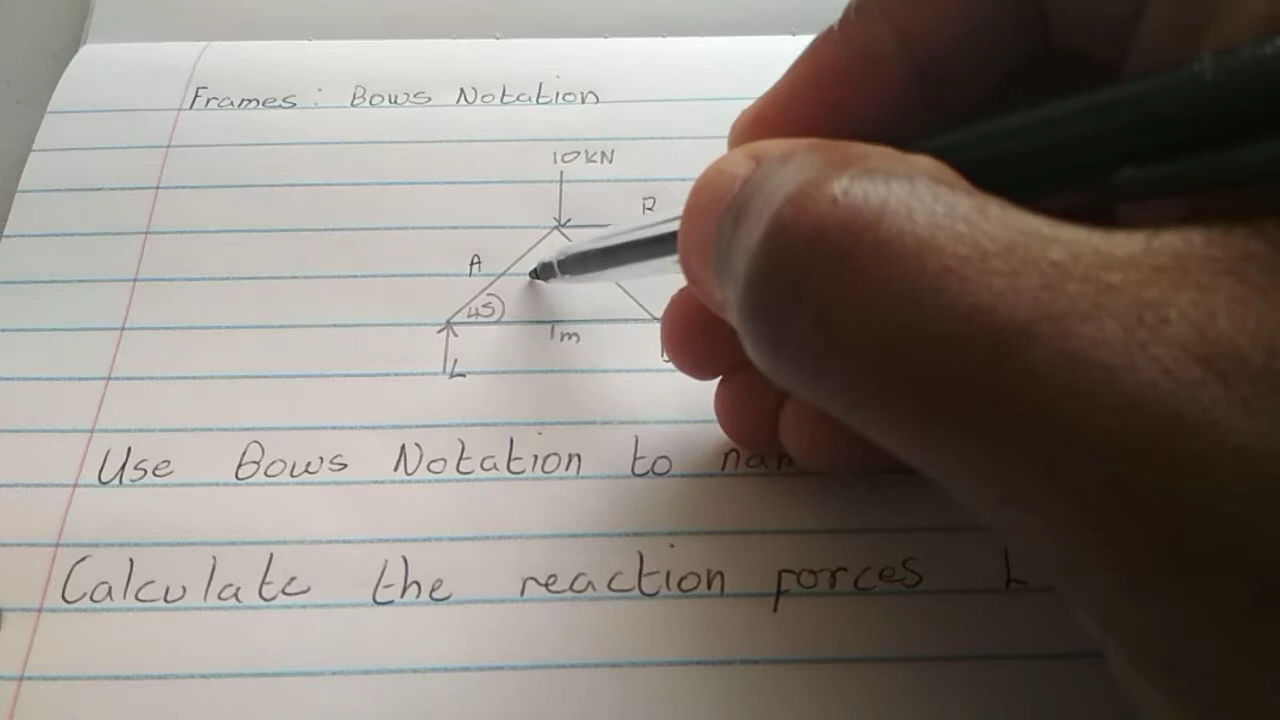 Frames: Bows Notation
10kN
A
45
1m
L
Use Bows Notation to
Calculate the reaction forces L